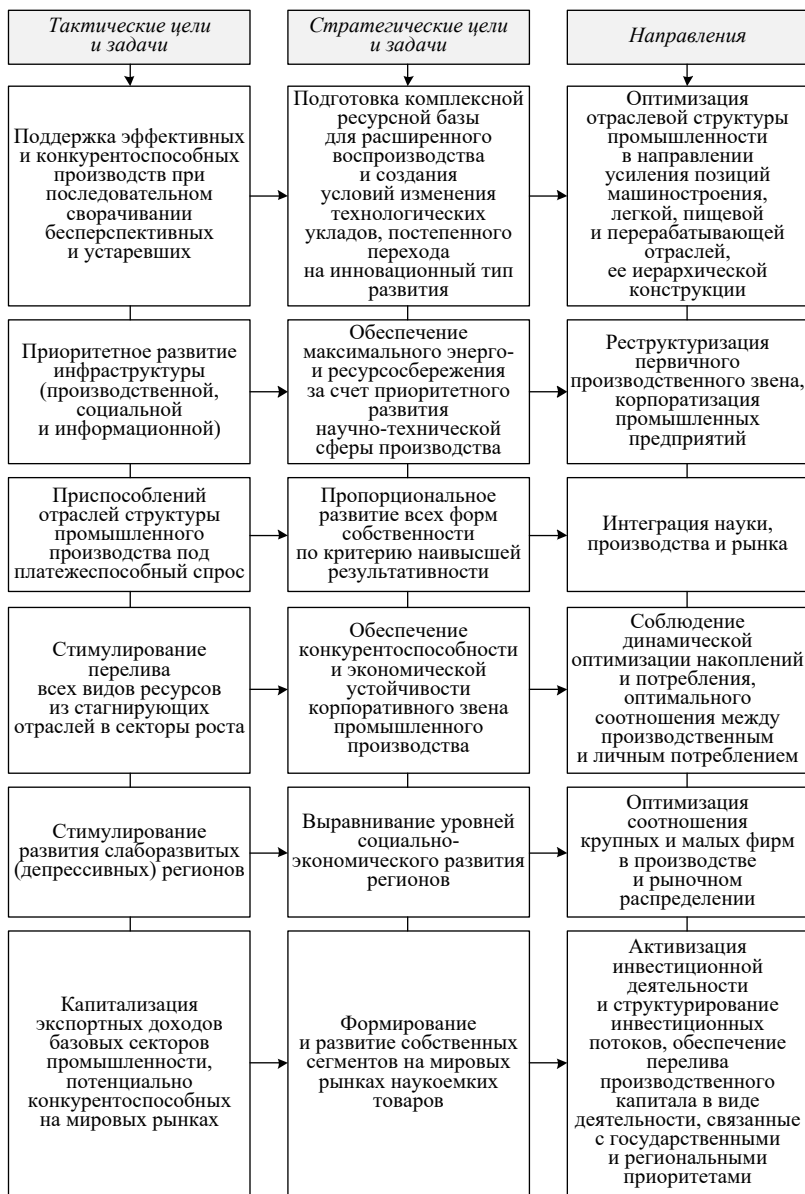 Тактические цели
и задачи
Стратегические цели
и задачи
Направления
Поддержка эффективных
и конкурентоспособных
производств при
последовательном
сворачивании
бесперспективных
и устаревших
Подготовка комплексной
ресурсной базы
для расширенного
воспроизводства
и создания
условий изменения
технологических
укладов, постепенного
перехода
на инновационный тип
развития
Оптимизация
отраслевой структуры
промышленности
в направлении
усиления позиций
машиностроения,
легкой, пищевой
и перерабатывающей
отраслей,
ее иерархической
конструкции
Приоритетное развитие
инфраструктуры
(производственной,
социальной
и информационной)
Обеспечение
максимального энерго-
и ресурсосбережения
за счет приоритетного
развития
научно-технической
сферы производства
Реструктуризация
первичного
производственного звена,
корпоратизация
промышленных
предприятий
Приспособлений
отраслей структуры
промышленного
производства под
платежеспособный спрос
Пропорциональное
развитие всех форм
собственности
по критерию наивысшей
результативности
Интеграция науки,
производства и рынка
Стимулирование
перелива
всех видов ресурсов
из стагнирующих
отраслей в секторы роста
Обеспечение
конкурентоспособности
и экономической
устойчивости
корпоративного звена
промышленного
производства
Соблюдение
динамической
оптимизации накоплений
и потребления,
оптимального
соотношения между
производственным
и личным потреблением
Стимулирование
развития слаборазвитых
(депрессивных) регионов
Выравнивание уровней
социально-
экономического развития
регионов
Оптимизация
соотношения
крупных и малых фирм
в производстве
и рыночном
распределении
Капитализация
экспортных доходов
базовых секторов
промышленности,
потенциально
конкурентоспособных
на мировых рынках
Формирование
и развитие собственных
сегментов на мировых
рынках наукоемких
товаров
Активизация
инвестиционной
деятельности
и структурирование
инвестиционных
потоков, обеспечение
перелива
производственного
капитала в виде
деятельности, связанные
с государственными
и региональными
приоритетами